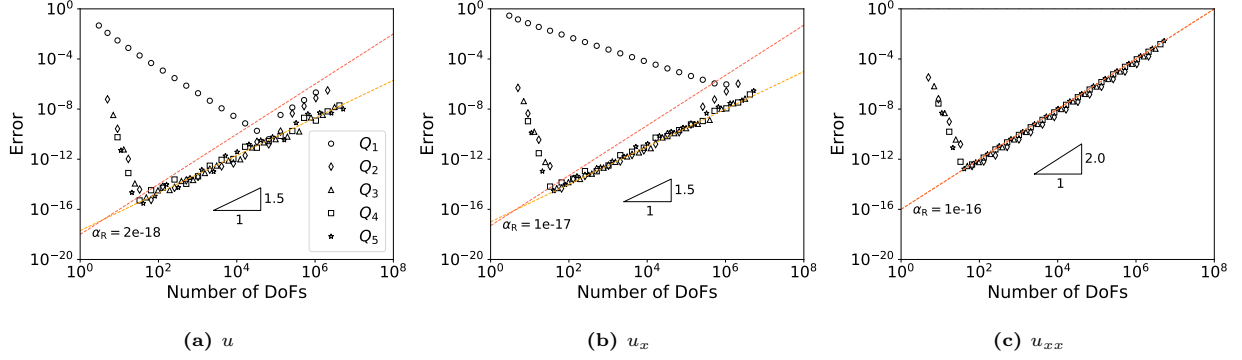 10^0
10^-4
10^-8
10^-12
10^-16
10^-20
Error
Q_1
Q_2
Q_3
Q_4
Q_5
1.5
1
α_R = 2e-18
10^0 10^2 10^4 10^6 10^8
Number of DoFs
(a) u
10^0
10^-4
10^-8
10^-12
10^-16
10^-20
Error
1.5
1
α_R = 1e-17
10^0 10^2 10^4 10^6 10^8
Number of DoFs
(b) u_x
10^0
10^-4
10^-8
10^-12
10^-16
10^-20
Error
2.0
1
α_R = 1e-16
10^0 10^2 10^4 10^6 10^8
Number of DoFs
(c) u_xx